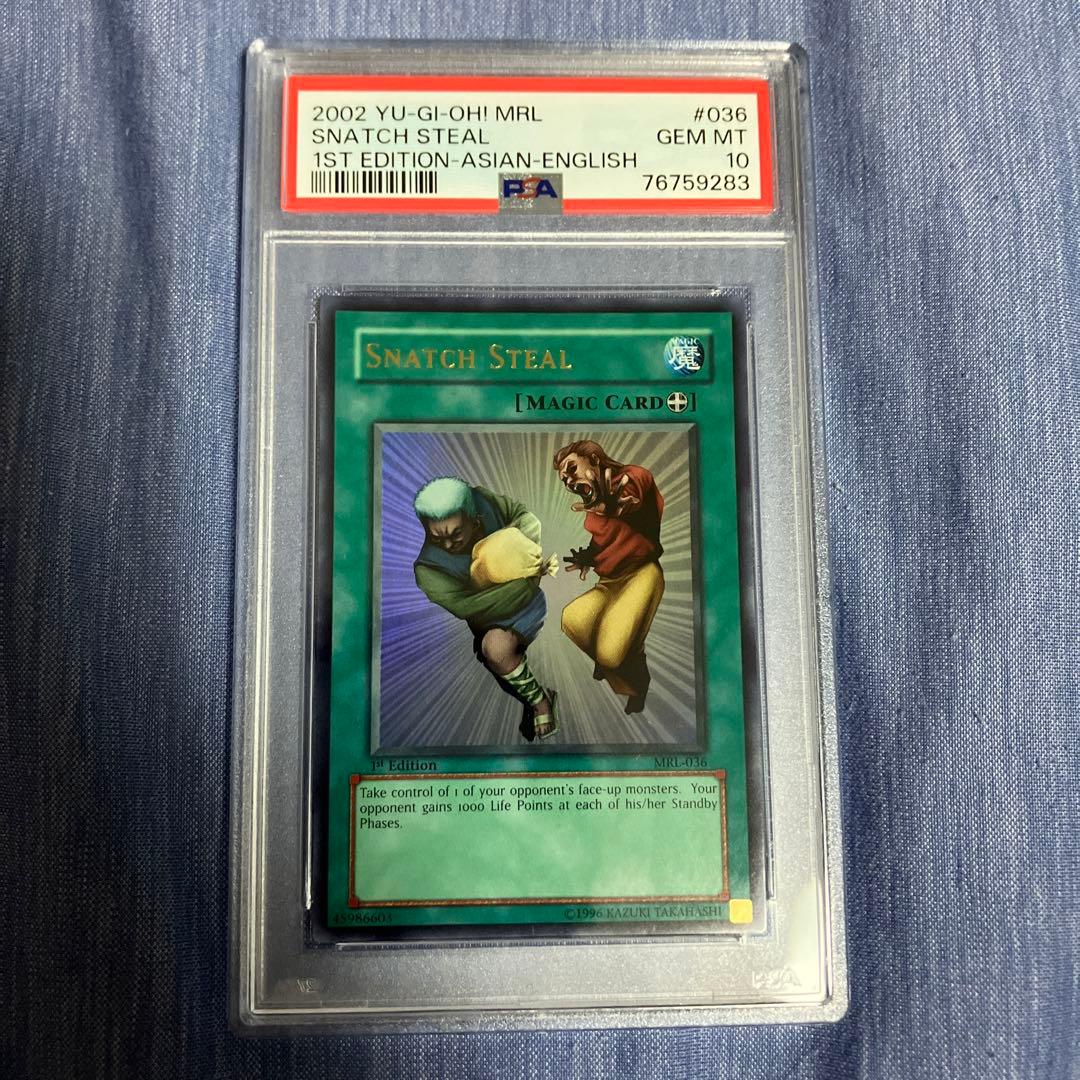 2002 YU-GI-OH! MRL #036
SNATCH STEAL GEM MT
1ST EDITION-ASIAN-ENGLISH 10
PSA 76759283
SNATCH STEAL
MAGIC
魔
[MAGIC CARD]
1st Edition MRL-036
Take control of 1 of your opponent's face-up monsters. Your
opponent gains 1000 Life Points at each of his/her Standby
Phases.
45986603 ©1996 KAZUKI TAKAHASHI